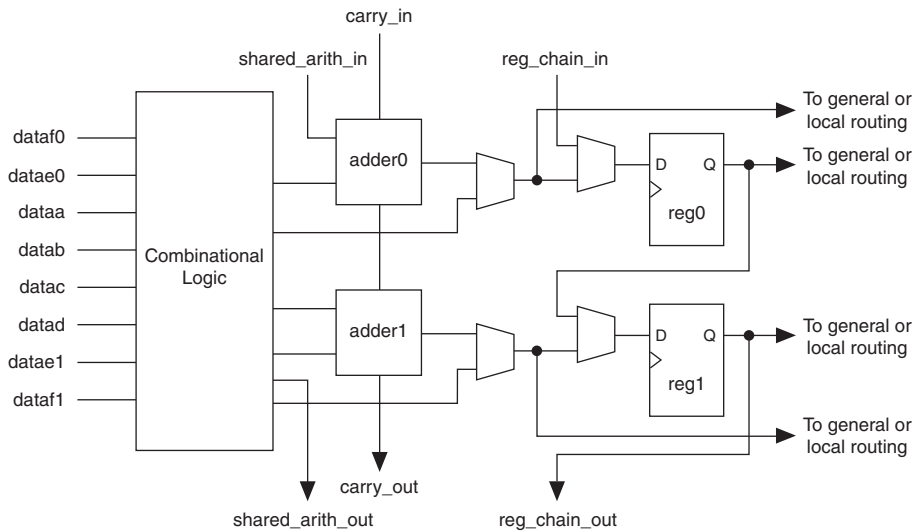 carry_in
shared_arith_in
reg_chain_in
To general or
local routing
dataf0
datae0
dataa
datab
datac
datad
datae1
dataf1
Combinational
Logic
adder0
D
Q
reg0
To general or
local routing
adder1
D
Q
reg1
To general or
local routing
To general or
local routing
carry_out
shared_arith_out
reg_chain_out